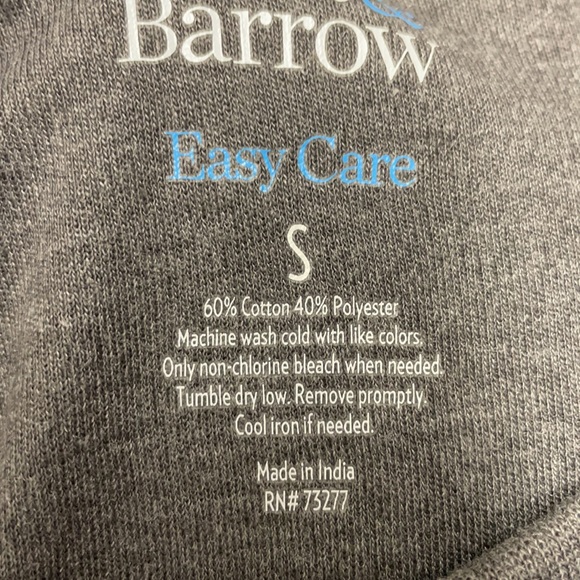 Barrow
Easy Care
S
60% Cotton 40% Polyester
Machine wash cold with like colors.
Only non-chlorine bleach when needed.
Tumble dry low. Remove promptly.
Cool iron if needed.
Made in India
RN# 73277